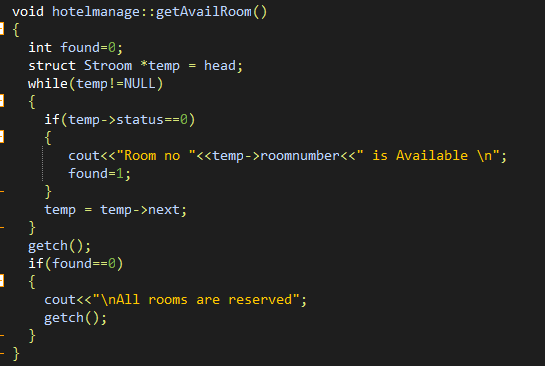 void hotelmanage::getAvailRoom()
{
int found=0;
struct Stroom *temp = head;
while(temp!=NULL)
{
if(temp->status==0)
{
cout<<"Room no "<<temp->roomnumber<<" is Available \n";
found=1;
}
temp = temp->next;
}
getch();
if(found==0)
{
cout<<"\nAll rooms are reserved";
getch();
}
}